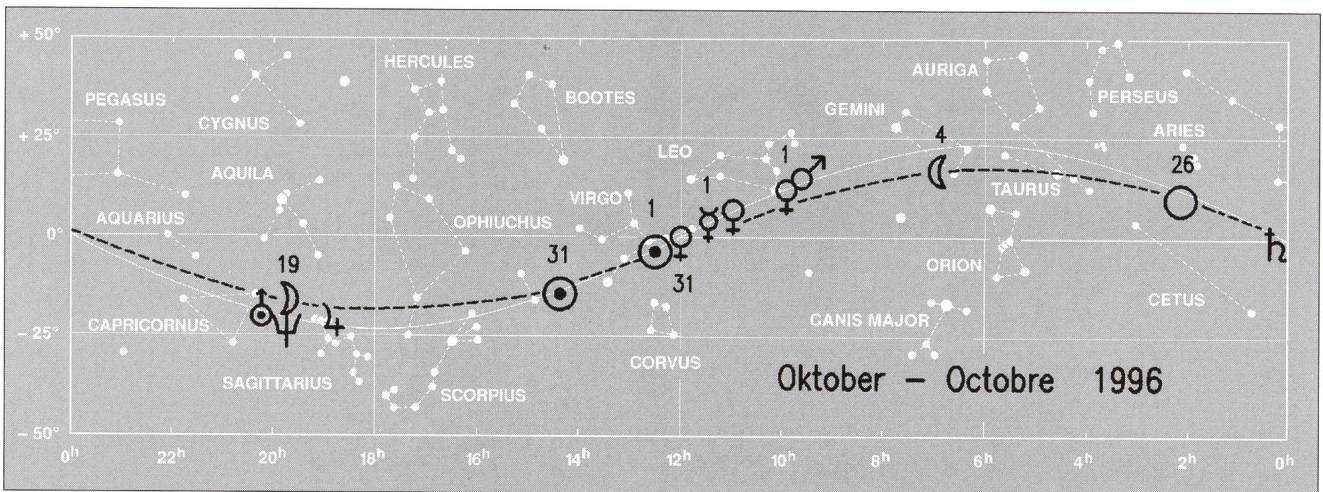 + 50°
HERCULES
AURIGA
PEGASUS
BOOTES
PERSEUS
GEMINI
CYGNUS
+ 25°
4
ARIES
LEO
1
26
AQUILA
1
TAURUS
VIRGO
AQUARIUS
OPHIUCHUS
1
0°
31
19
ORION
31
CETUS
CAPRICORNUS
CANIS MAJOR
− 25°
CORVUS
SAGITTARIUS
SCORPIUS
Oktober – Octobre 1996
− 50°
0h 22h 20h 18h 16h 14h 12h 10h 8h 6h 4h 2h 0h